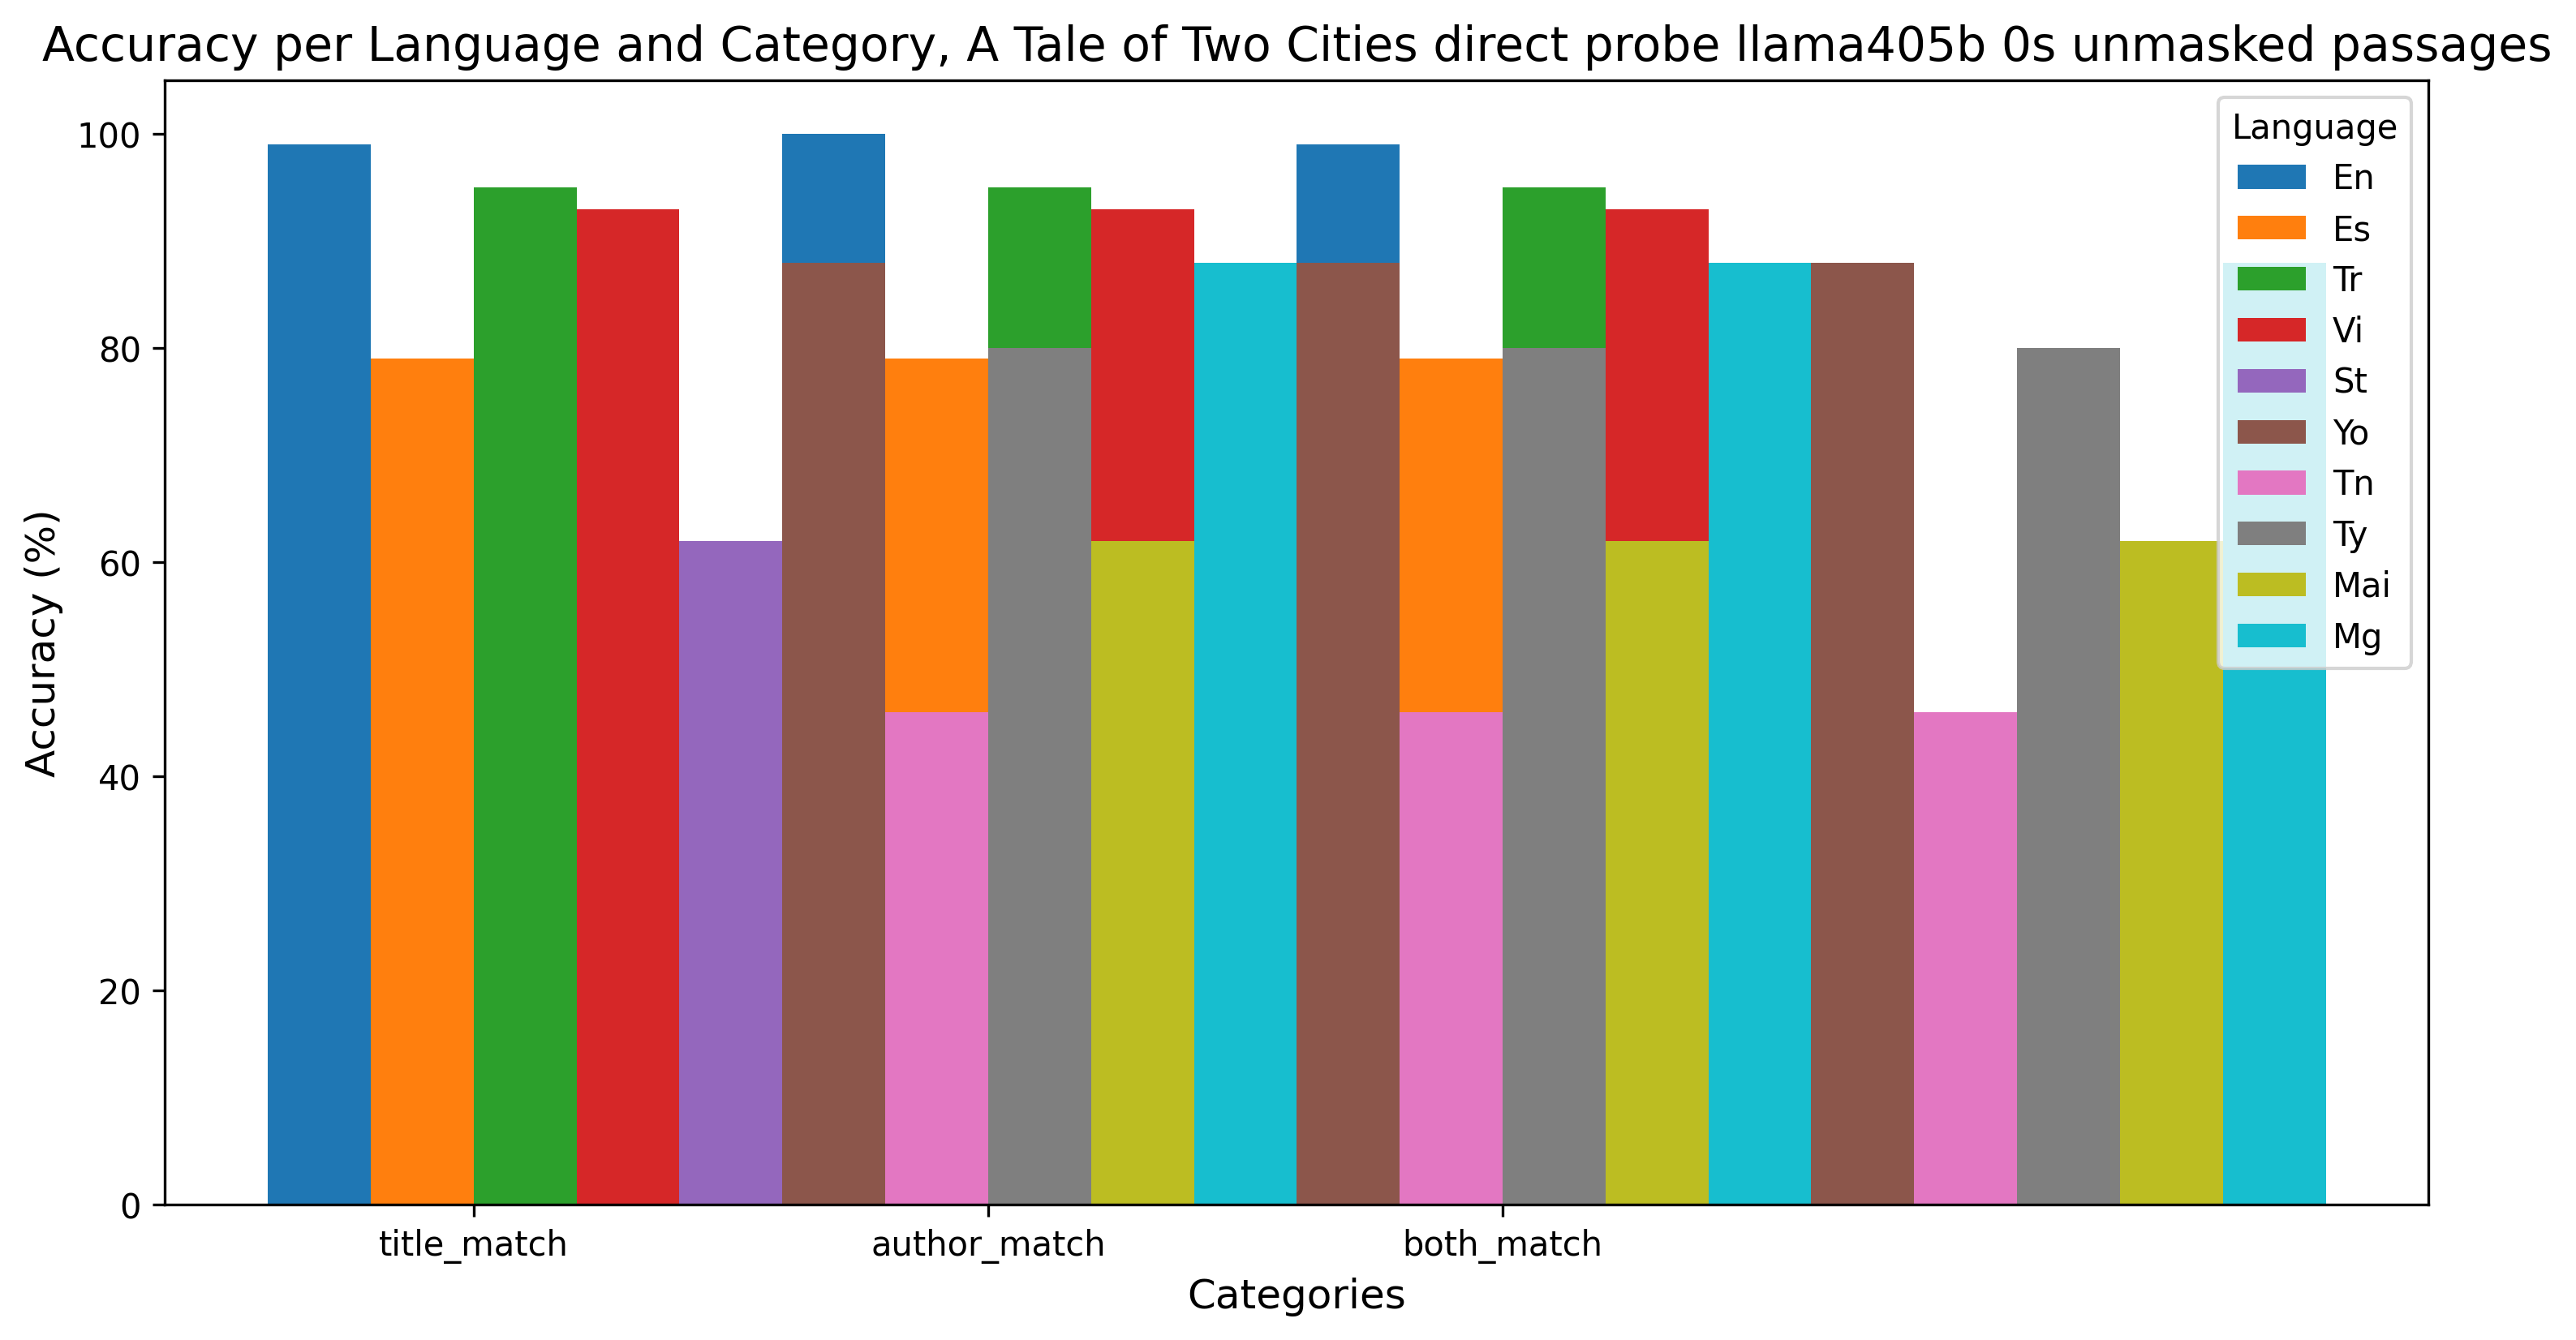 Accuracy per Language and Category, A Tale of Two Cities direct probe llama405b 0s unmasked passages
Accuracy (%)
100
80
60
40
20
0
title_match
author_match
both_match
Categories
Language
En
Es
Tr
Vi
St
Yo
Tn
Ty
Mai
Mg